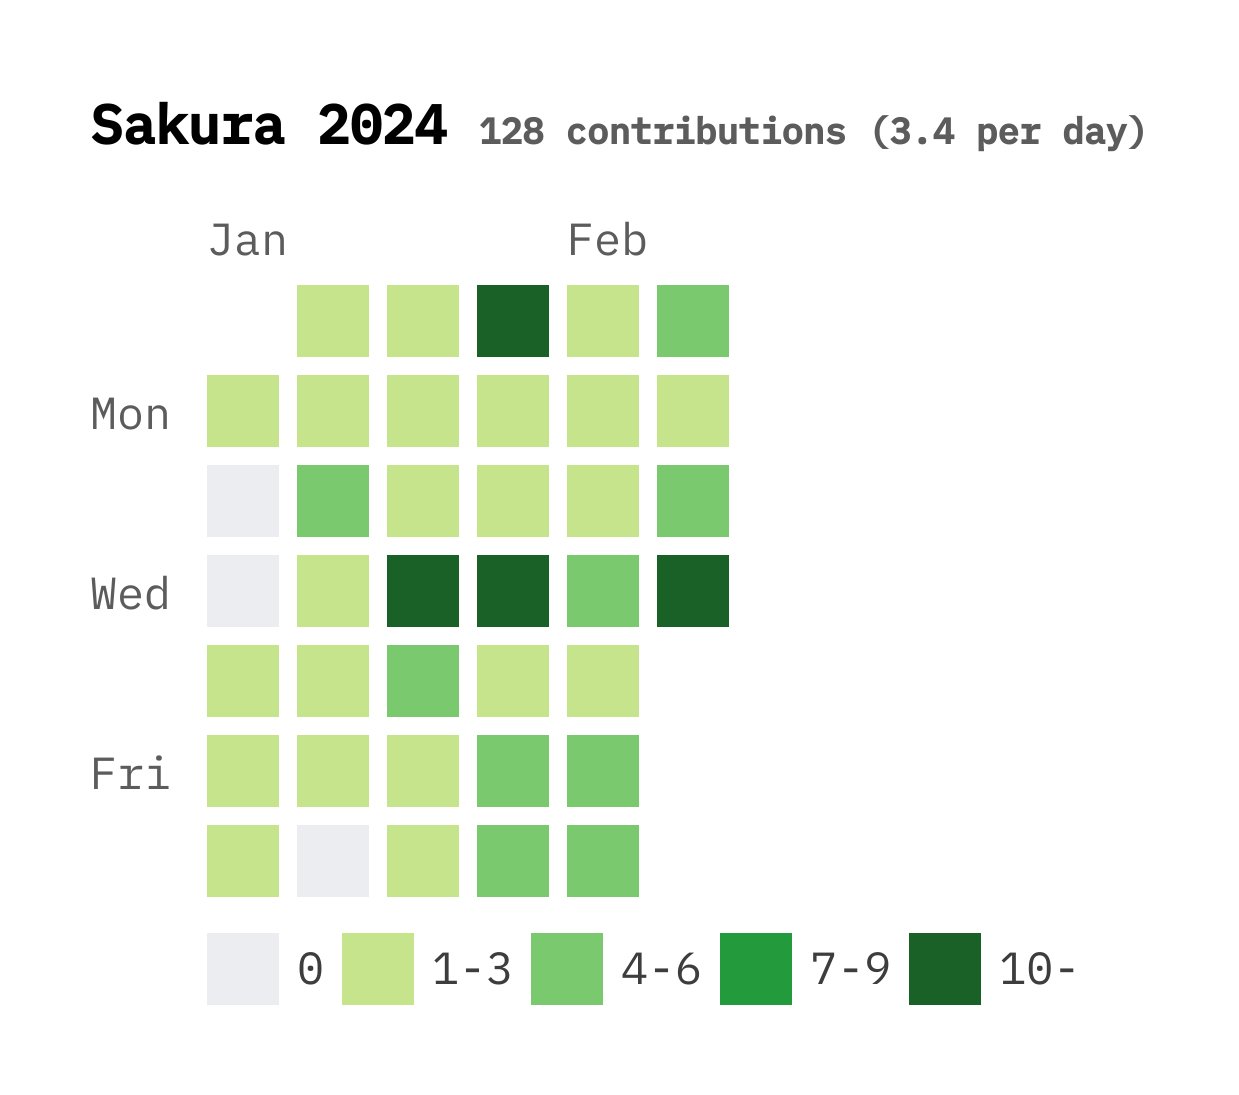 Sakura 2024 128 contributions (3.4 per day)
Jan Feb
Mon
Wed
Fri
0 1-3 4-6 7-9 10-